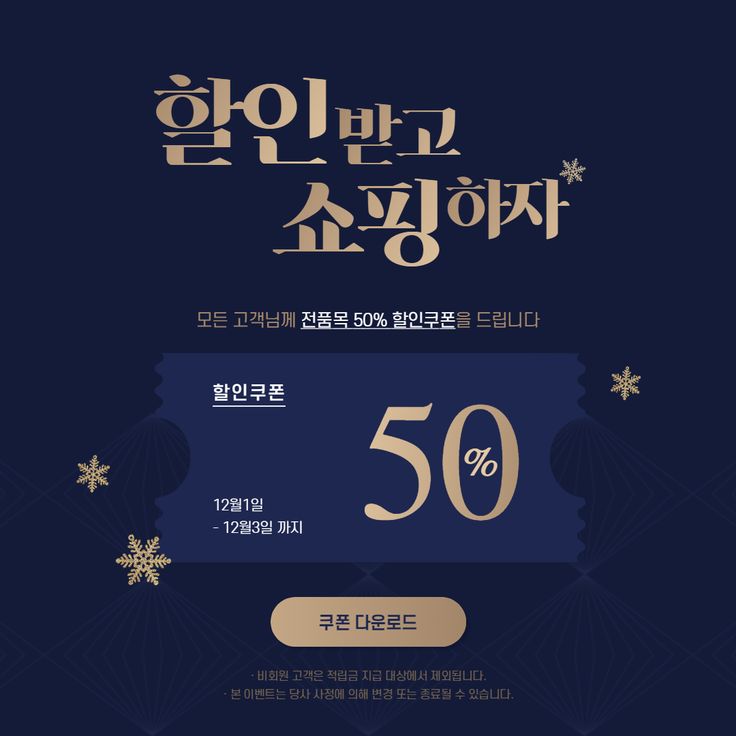 할인 받고
쇼핑하자
모든 고객님께 전품목 50% 할인쿠폰을 드립니다
할인쿠폰
50%
12월1일
- 12월3일 까지
쿠폰 다운로드
· 비회원 고객은 적립금 지급 대상에서 제외됩니다.
· 본 이벤트는 당사 사정에 의해 변경 또는 종료될 수 있습니다.